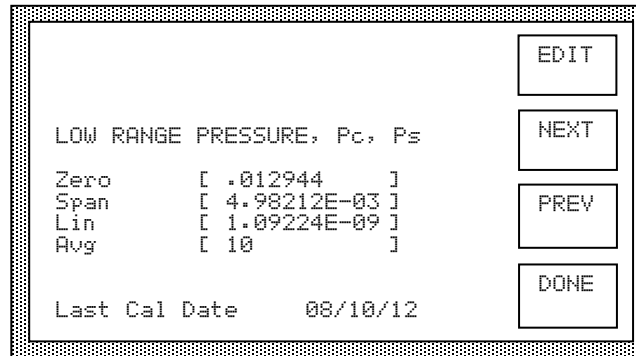 EDIT
LOW RANGE PRESSURE, Pc, Ps
NEXT
Zero [ .012944 ]
Span [ 4.98212E-03 ]
Lin [ 1.09224E-09 ]
Avg [ 10 ]
PREV
Last Cal Date 08/10/12
DONE